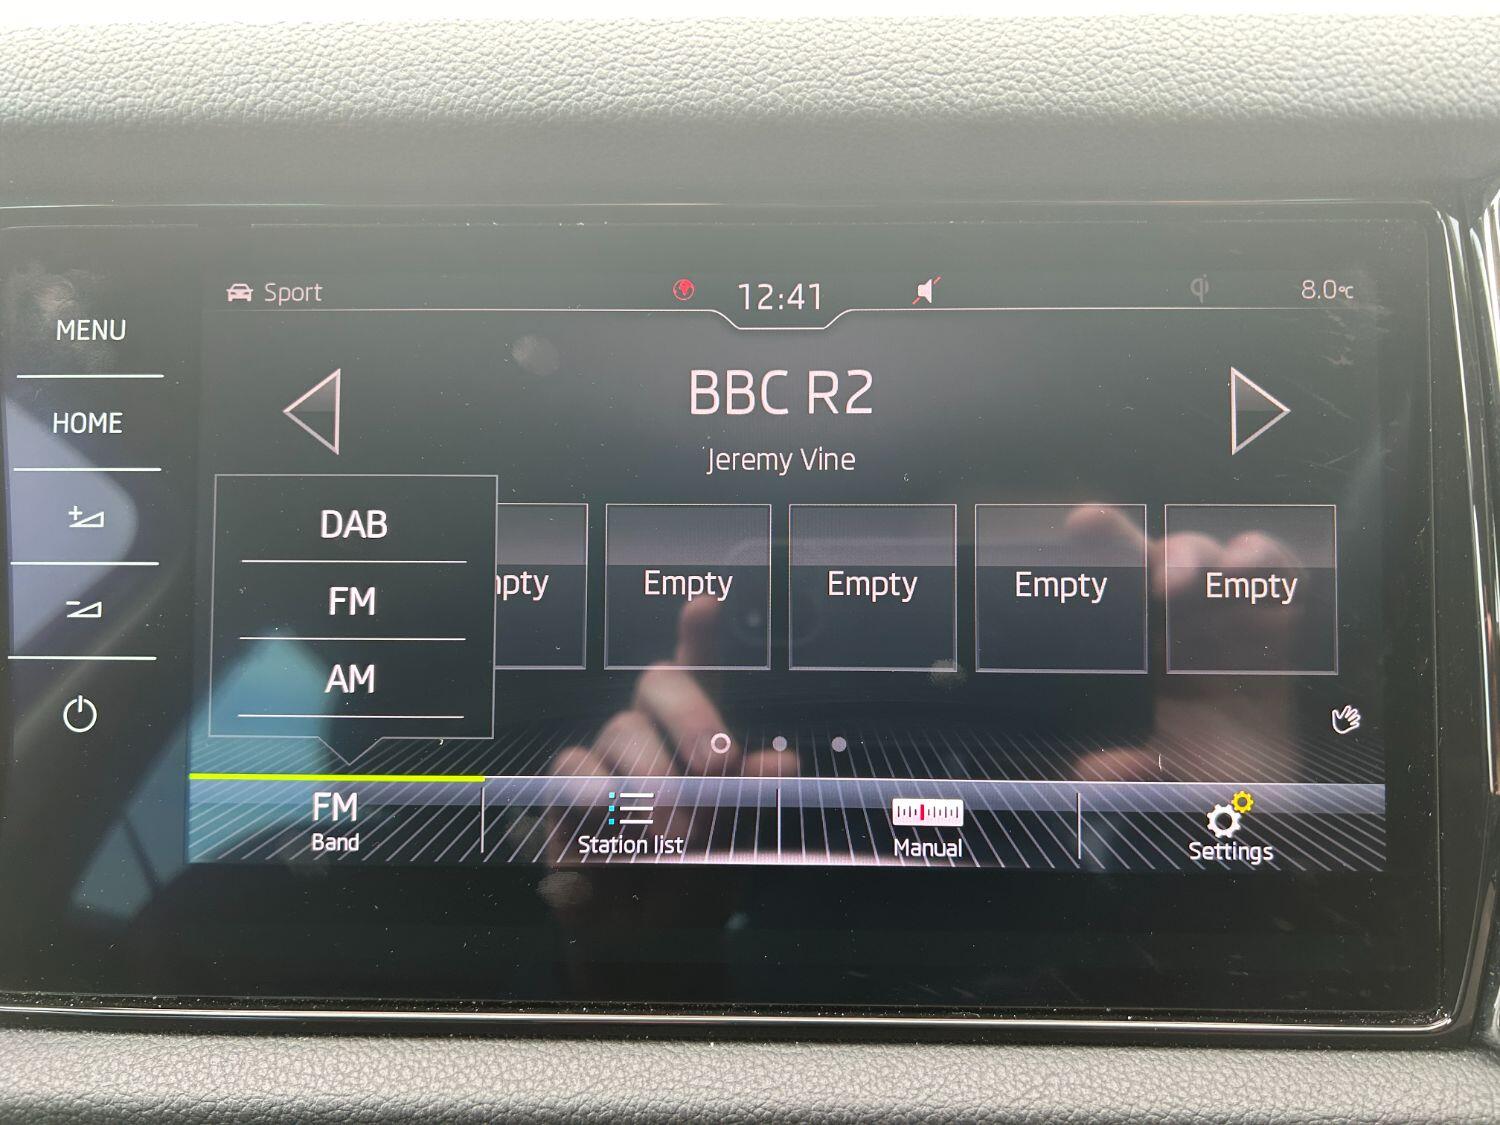 Sport
12:41
8.0°C
MENU
HOME
BBC R2
Jeremy Vine
DAB
FM
AM
mpty
Empty
Empty
Empty
Empty
FM
Band
Station list
Manual
Settings